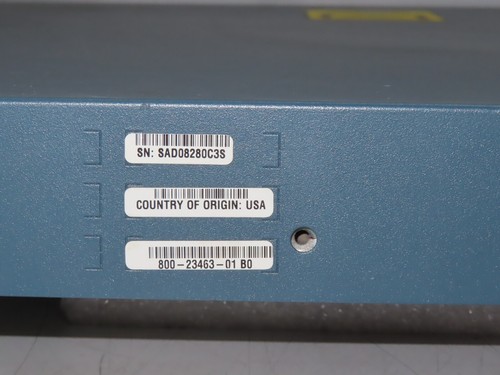 SN: SAD08280C3S
COUNTRY OF ORIGIN: USA
800-23463-01 B0